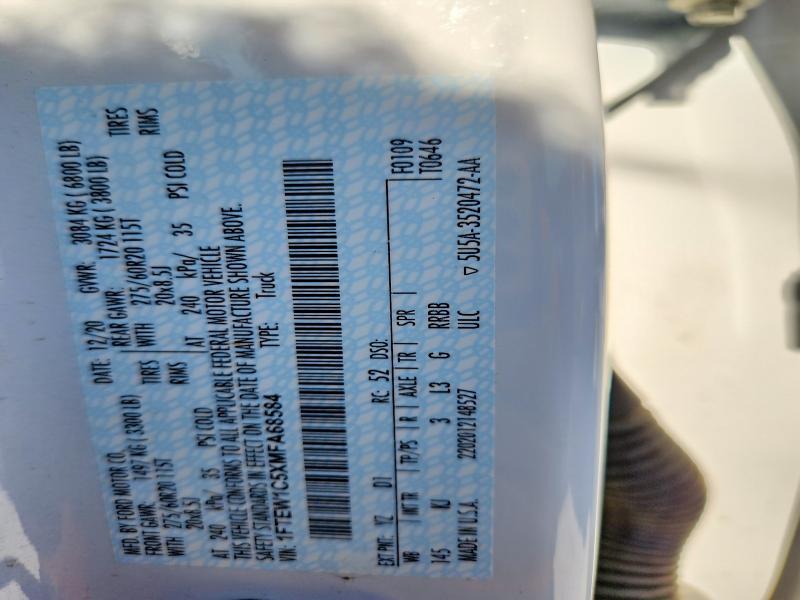 MFD. BY FORD MOTOR CO. DATE: 12/20 GVWR: 3084 KG ( 6800 LB)
FRONT GAWR: 1497 KG ( 3300 LB) REAR GAWR: 1724 KG ( 3800 LB)
WITH 275/60R20 115T TIRES WITH 275/60R20 115T TIRES
20x8.5J RIMS 20x8.5J RIMS
AT 240 kPa/ 35 PSI COLD AT 240 kPa/ 35 PSI COLD
THIS VEHICLE CONFORMS TO ALL APPLICABLE FEDERAL MOTOR VEHICLE
SAFETY STANDARDS IN EFFECT ON THE DATE OF MANUFACTURE SHOWN ABOVE.
VIN: 1FTEW1C5XMFA68584 TYPE: Truck
EXT PNT: YZ D1 RC: 52 DSO: F0109
WB INT TR TP/PS R AXLE TR SPR T0646
145 KJ 3 L3 G RRBB
MADE IN U.S.A. 2202012148527 ULC ▽ 5U5A-3520472-AA